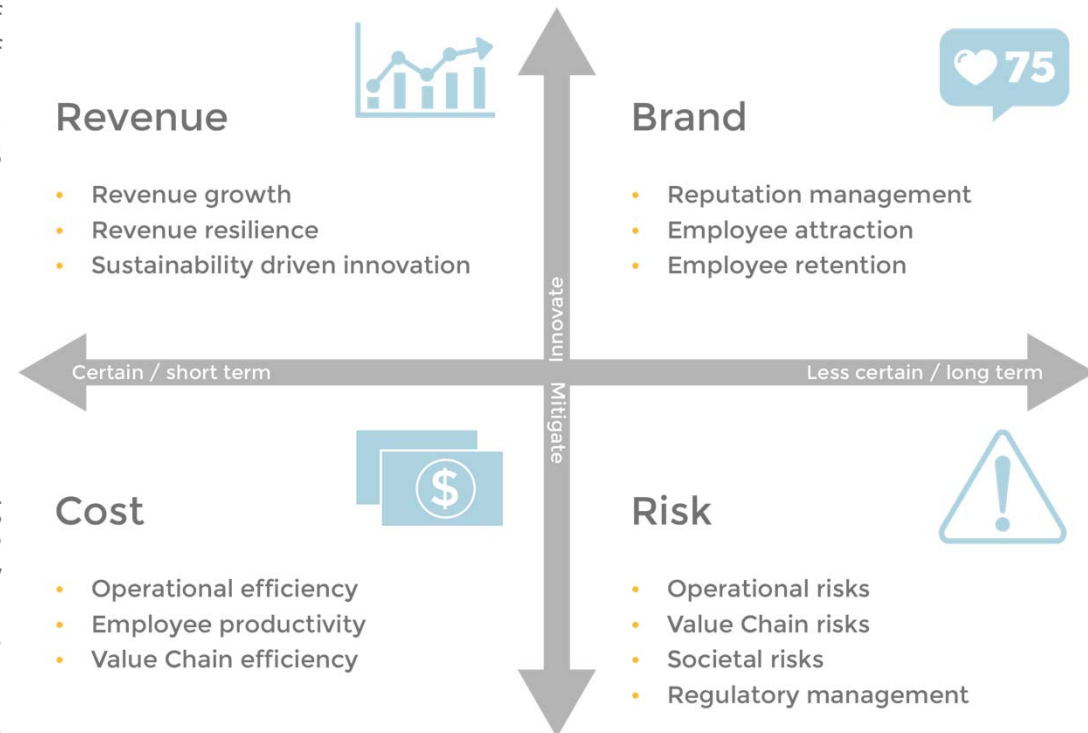 75
Revenue
• Revenue growth
• Revenue resilience
• Sustainability driven innovation
Brand
• Reputation management
• Employee attraction
• Employee retention
Innovate
Certain / short term
Less certain / long term
Mitigate
$
Cost
• Operational efficiency
• Employee productivity
• Value Chain efficiency
!
Risk
• Operational risks
• Value Chain risks
• Societal risks
• Regulatory management